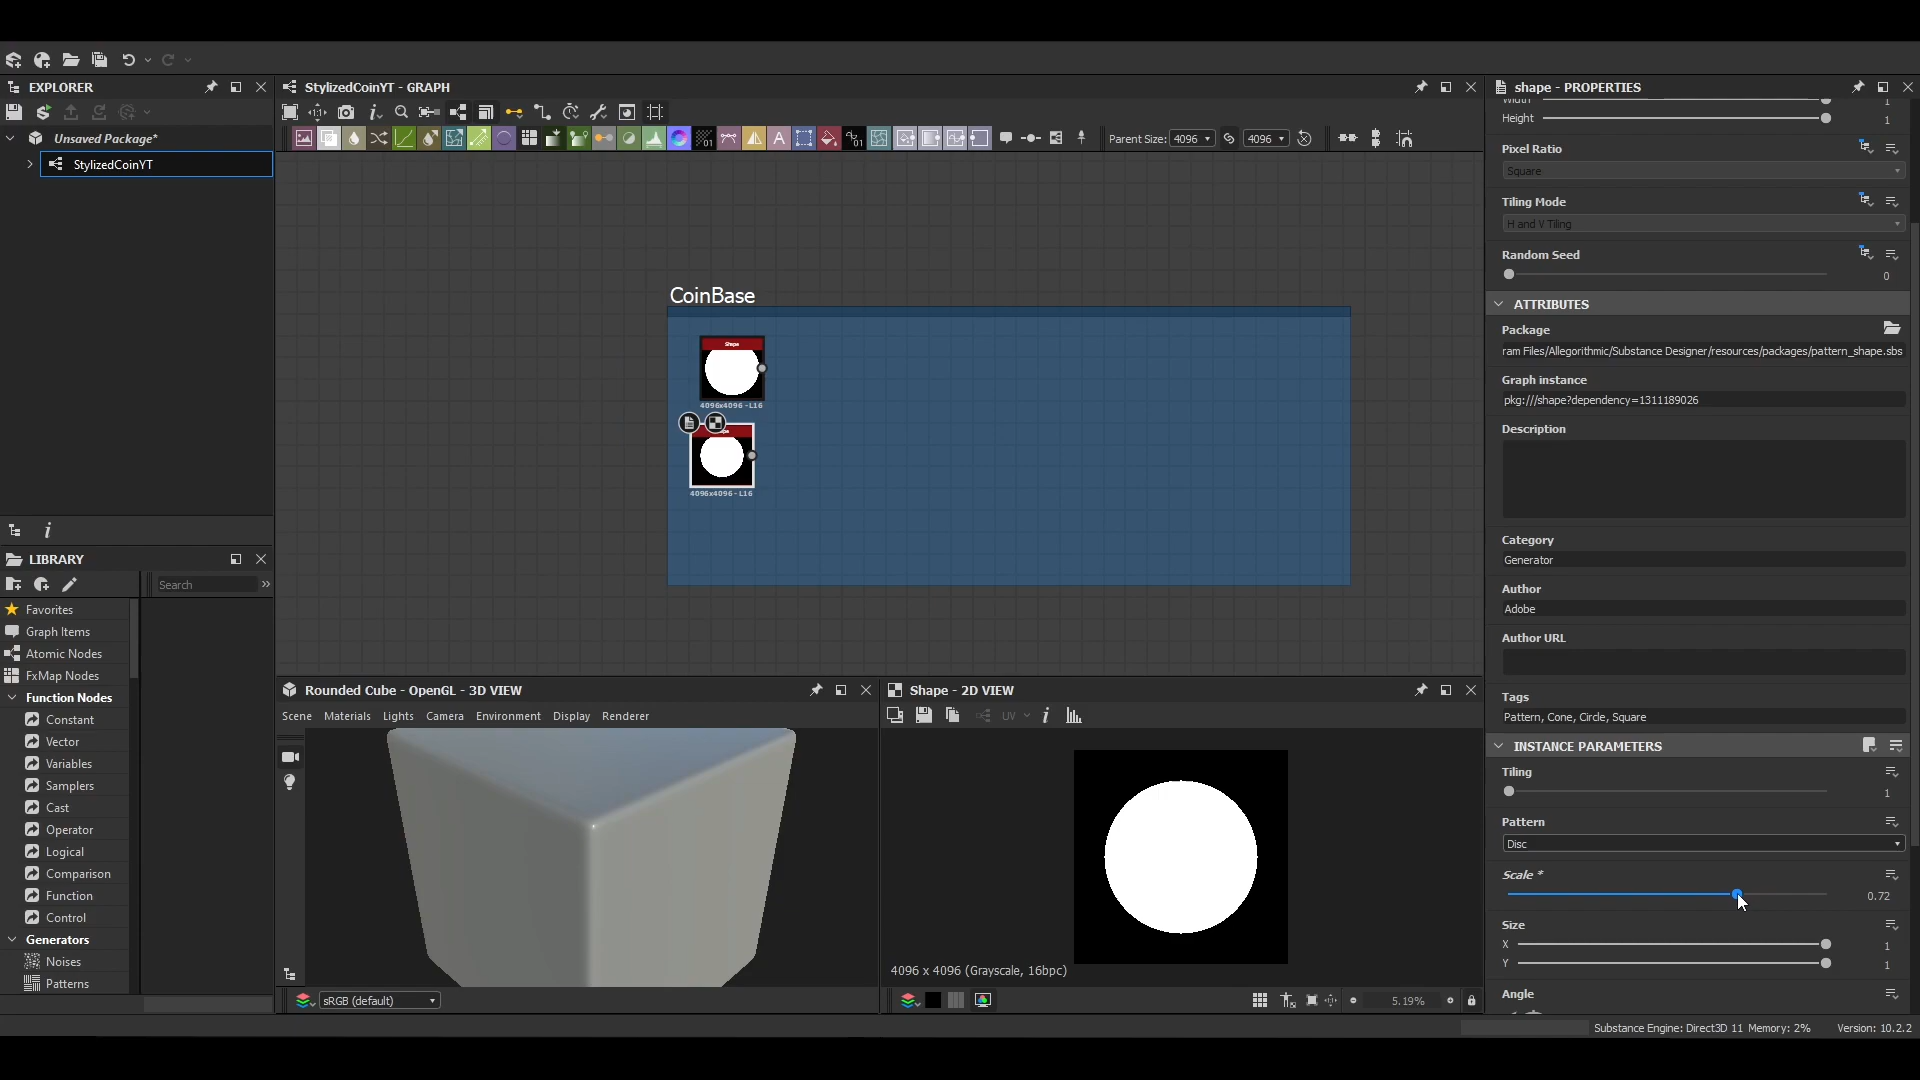 EXPLORER
Unsaved Package*
StylizedCoinYT
StylizedCoinYT - GRAPH
Parent Size: 4096 4096
CoinBase
Shape
4096x4096 - L16
4096x4096 - L16
LIBRARY
Search
Favorites
Graph Items
Atomic Nodes
FxMap Nodes
Function Nodes
Constant
Vector
Variables
Samplers
Cast
Operator
Logical
Comparison
Function
Control
Generators
Noises
Patterns
Rounded Cube - OpenGL - 3D VIEW
Scene Materials Lights Camera Environment Display Renderer
sRGB (default)
Shape - 2D VIEW
UV
4096 x 4096 (Grayscale, 16bpc)
5.19%
shape - PROPERTIES
Width 1
Height 1
Pixel Ratio
Square
Tiling Mode
H and V Tiling
Random Seed
0
ATTRIBUTES
Package
ram Files/Allegorithmic/Substance Designer/resources/packages/pattern_shape.sbs
Graph instance
pkg:///shape?dependency=1311189026
Description
Category
Generator
Author
Adobe
Author URL
Tags
Pattern, Cone, Circle, Square
INSTANCE PARAMETERS
Tiling
1
Pattern
Disc
Scale *
0.72
Size
X 1
Y 1
Angle
Substance Engine: Direct3D 11 Memory: 2% Version: 10.2.2